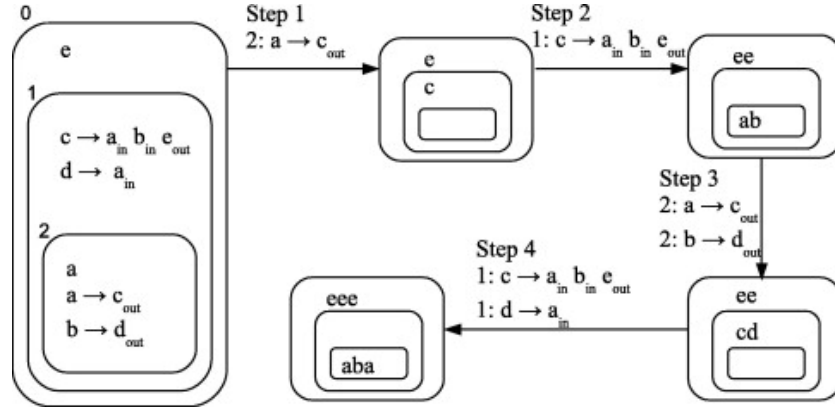 0
e
1
c → a_in b_in e_out
d → a_in
2
a
a → c_out
b → d_out
Step 1
2: a → c_out
e
c
Step 2
1: c → a_in b_in e_out
ee
ab
Step 3
2: a → c_out
2: b → d_out
ee
cd
Step 4
1: c → a_in b_in e_out
1: d → a_in
eee
aba